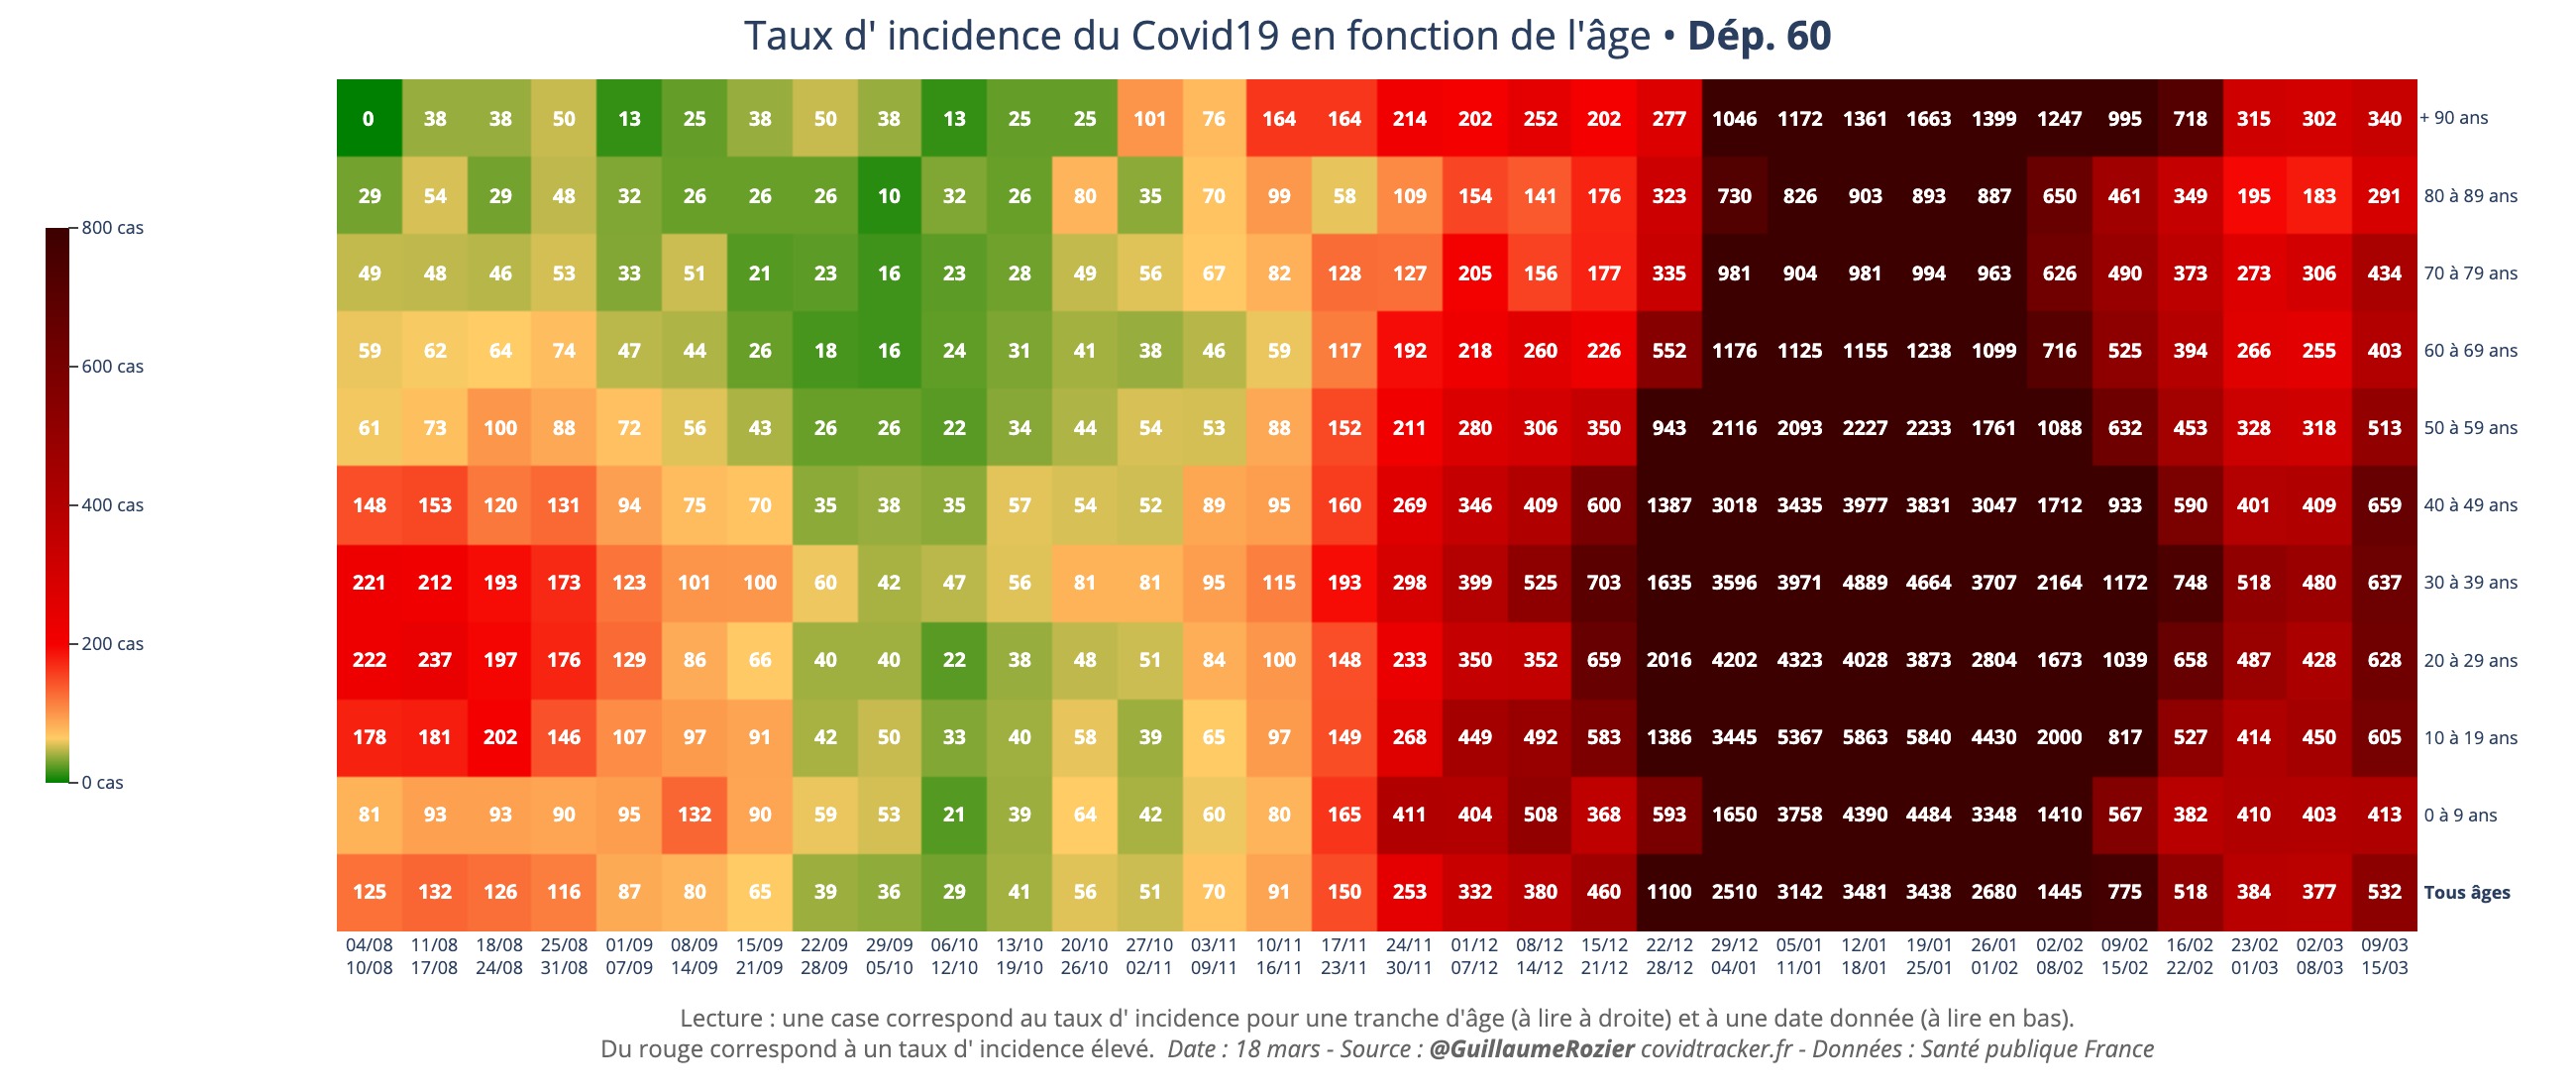 Taux d' incidence du Covid19 en fonction de l'âge • Dép. 60
0 38 38 50 13 25 38 50 38 13 25 25 101 76 164 164 214 202 252 202 277 1046 1172 1361 1663 1399 1247 995 718 315 302 340 + 90 ans
29 54 29 48 32 26 26 26 10 32 26 80 35 70 99 58 109 154 141 176 323 730 826 903 893 887 650 461 349 195 183 291 80 à 89 ans
800 cas
49 48 46 53 33 51 21 23 16 23 28 49 56 67 82 128 127 205 156 177 335 981 904 981 994 963 626 490 373 273 306 434 70 à 79 ans
59 62 64 74 47 44 26 18 16 24 31 41 38 46 59 117 192 218 260 226 552 1176 1125 1155 1238 1099 716 525 394 266 255 403 60 à 69 ans
600 cas
61 73 100 88 72 56 43 26 26 22 34 44 54 53 88 152 211 280 306 350 943 2116 2093 2227 2233 1761 1088 632 453 328 318 513 50 à 59 ans
400 cas
148 153 120 131 94 75 70 35 38 35 57 54 52 89 95 160 269 346 409 600 1387 3018 3435 3977 3831 3047 1712 933 590 401 409 659 40 à 49 ans
221 212 193 173 123 101 100 60 42 47 56 81 81 95 115 193 298 399 525 703 1635 3596 3971 4889 4664 3707 2164 1172 748 518 480 637 30 à 39 ans
200 cas
222 237 197 176 129 86 66 40 40 22 38 48 51 84 100 148 233 350 352 659 2016 4202 4323 4028 3873 2804 1673 1039 658 487 428 628 20 à 29 ans
178 181 202 146 107 97 91 42 50 33 40 58 39 65 97 149 268 449 492 583 1386 3445 5367 5863 5840 4430 2000 817 527 414 450 605 10 à 19 ans
0 cas
81 93 93 90 95 132 90 59 53 21 39 64 42 60 80 165 411 404 508 368 593 1650 3758 4390 4484 3348 1410 567 382 410 403 413 0 à 9 ans
125 132 126 116 87 80 65 39 36 29 41 56 51 70 91 150 253 332 380 460 1100 2510 3142 3481 3438 2680 1445 775 518 384 377 532 Tous âges
04/08 11/08 18/08 25/08 01/09 08/09 15/09 22/09 29/09 06/10 13/10 20/10 27/10 03/11 10/11 17/11 24/11 01/12 08/12 15/12 22/12 29/12 05/01 12/01 19/01 26/01 02/02 09/02 16/02 23/02 02/03 09/03
10/08 17/08 24/08 31/08 07/09 14/09 21/09 28/09 05/10 12/10 19/10 26/10 02/11 09/11 16/11 23/11 30/11 07/12 14/12 21/12 28/12 04/01 11/01 18/01 25/01 01/02 08/02 15/02 22/02 01/03 08/03 15/03
Lecture : une case correspond au taux d' incidence pour une tranche d'âge (à lire à droite) et à une date donnée (à lire en bas).
Du rouge correspond à un taux d' incidence élevé. Date : 18 mars - Source : @GuillaumeRozier covidtracker.fr - Données : Santé publique France